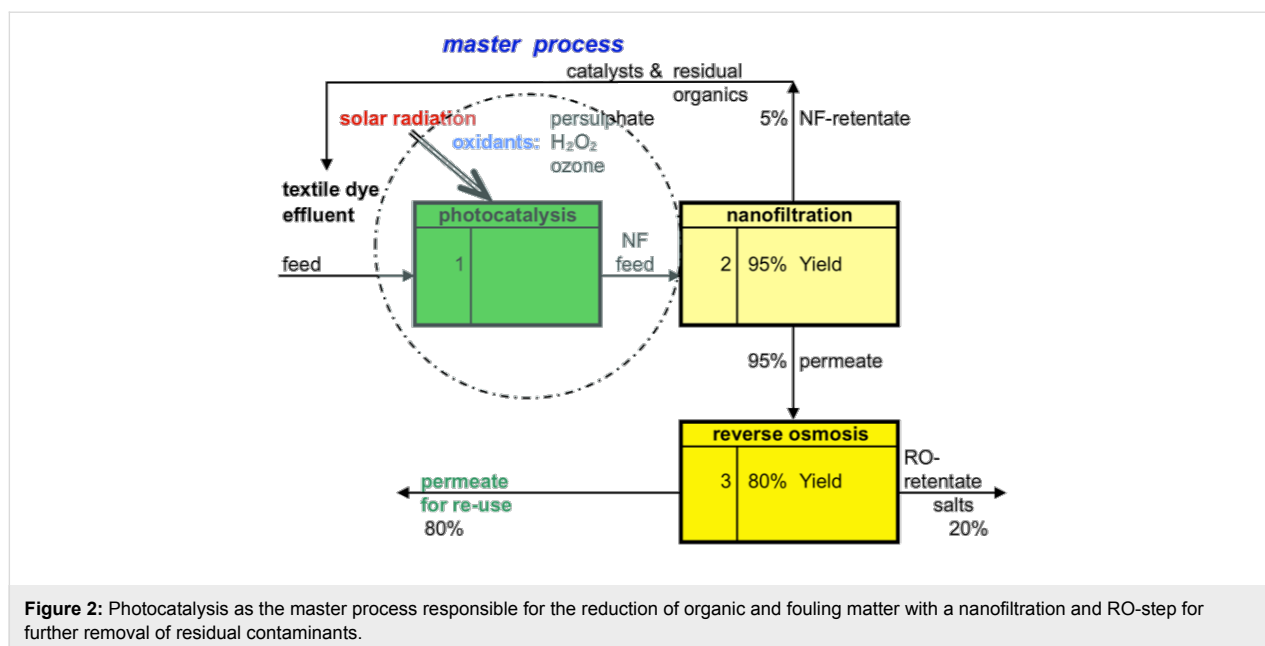 master process
catalysts & residual
organics
5% NF-retentate
solar radiation
persulphate
oxidants: H₂O₂
ozone
textile dye
effluent
photocatalysis
nanofiltration
feed
1
NF
feed
2 95% Yield
95% permeate
reverse osmosis
3 80% Yield
RO-
retentate
salts
20%
permeate
for re-use
80%
Figure 2: Photocatalysis as the master process responsible for the reduction of organic and fouling matter with a nanofiltration and RO-step for
further removal of residual contaminants.